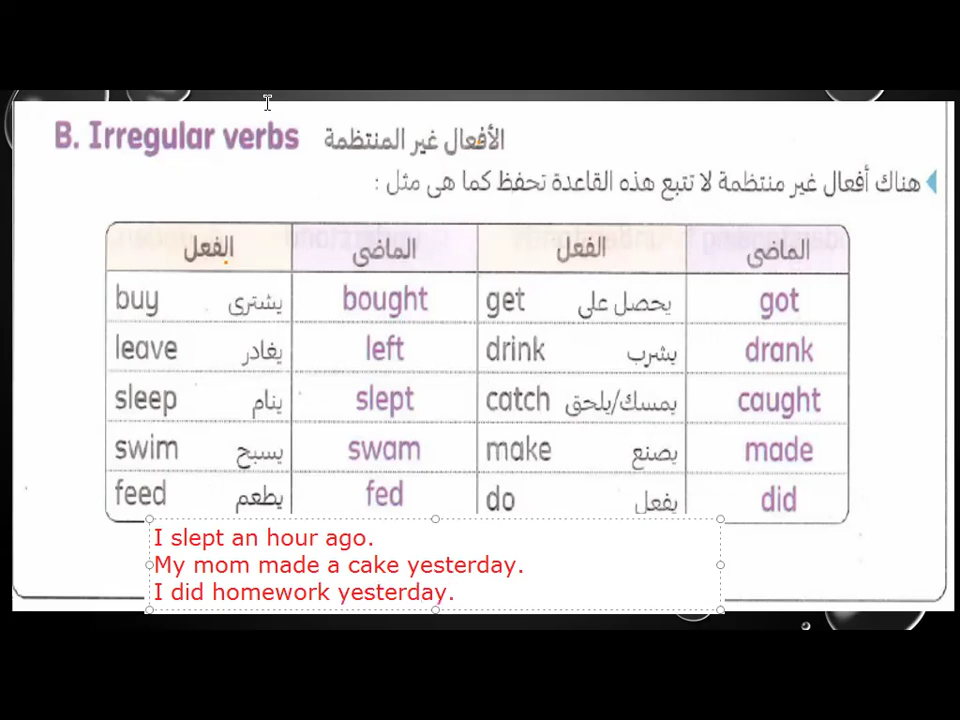 B. Irregular verbs الأفعال غير المنتظمة
هناك أفعال غير منتظمة لا تتبع هذه القاعدة تحفظ كما هى مثل :
الفعل الماضى الفعل الماضى
buy يشترى bought get يحصل على got
leave يغادر left drink يشرب drank
sleep ينام slept catch يمسك/يلحق caught
swim يسبح swam make يصنع made
feed يطعم fed do يفعل did
I slept an hour ago.
My mom made a cake yesterday.
I did homework yesterday.